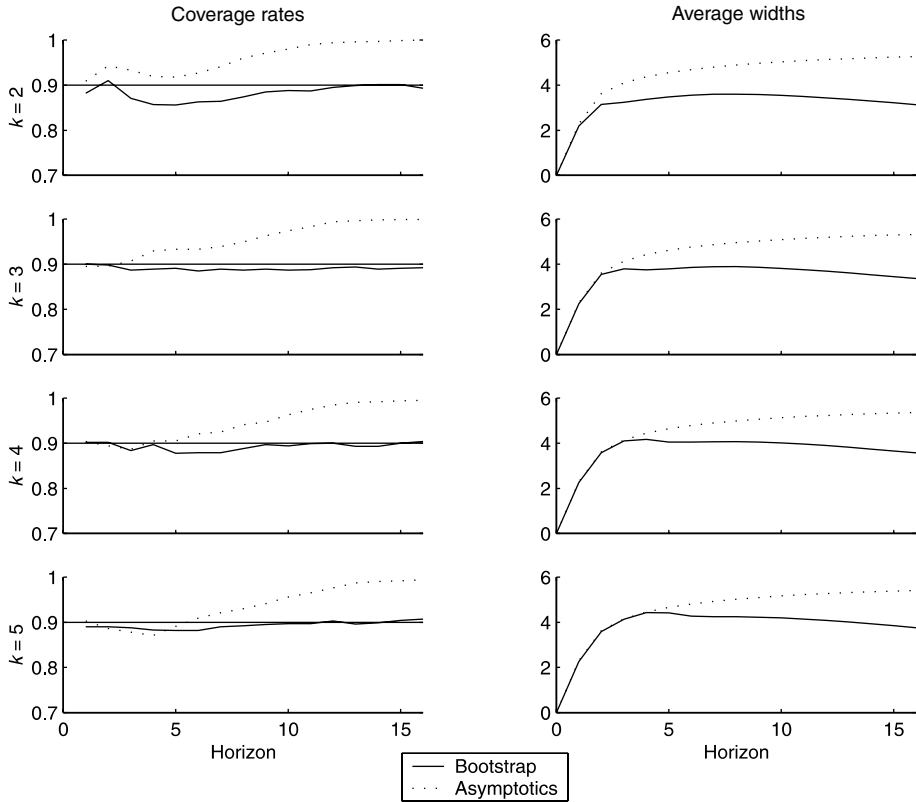 Coverage rates
Average widths
1
0.9
0.8
0.7
k = 2
6
4
2
0
1
0.9
0.8
0.7
k = 3
6
4
2
0
1
0.9
0.8
0.7
k = 4
6
4
2
0
1
0.9
0.8
0.7
k = 5
0 5 10 15
Horizon
6
4
2
0
0 5 10 15
Horizon
Bootstrap
Asymptotics